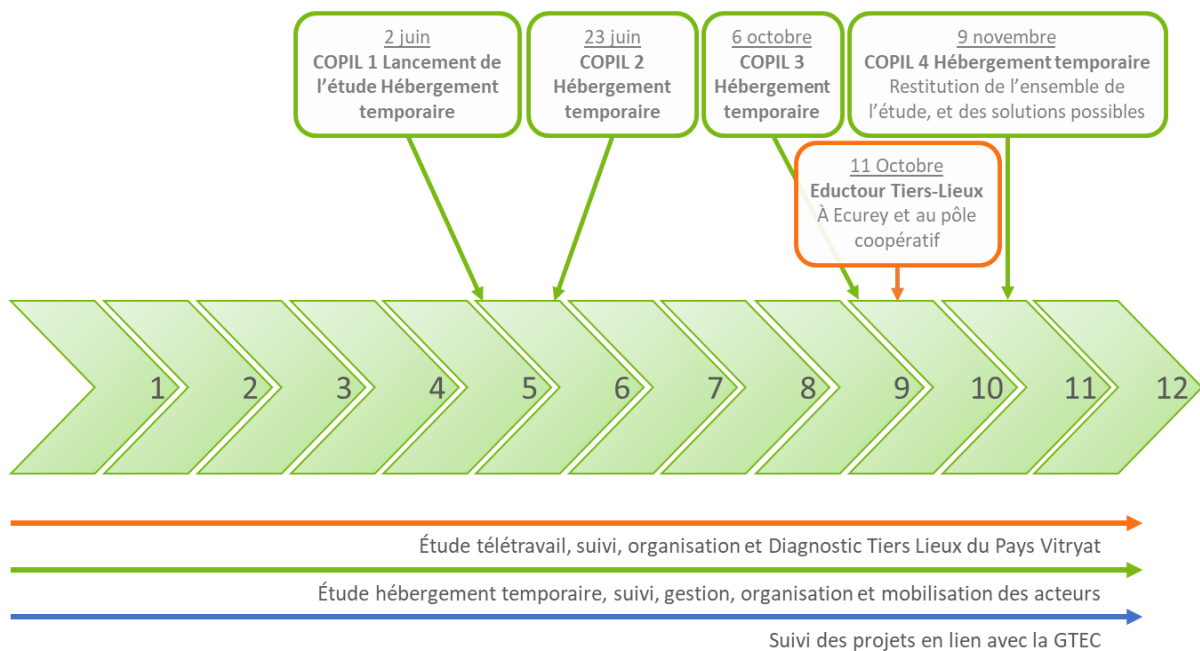 2 juin
COPIL 1 Lancement de
l'étude Hébergement
temporaire
23 juin
COPIL 2
Hébergement
temporaire
6 octobre
COPIL 3
Hébergement
temporaire
9 novembre
COPIL 4 Hébergement temporaire
Restitution de l'ensemble de
l'étude, et des solutions possibles
11 Octobre
Eductour Tiers-Lieux
À Ecurey et au pôle
coopératif
1 2 3 4 5 6 7 8 9 10 11 12
Étude télétravail, suivi, organisation et Diagnostic Tiers Lieux du Pays Vitryat
Étude hébergement temporaire, suivi, gestion, organisation et mobilisation des acteurs
Suivi des projets en lien avec la GTEC